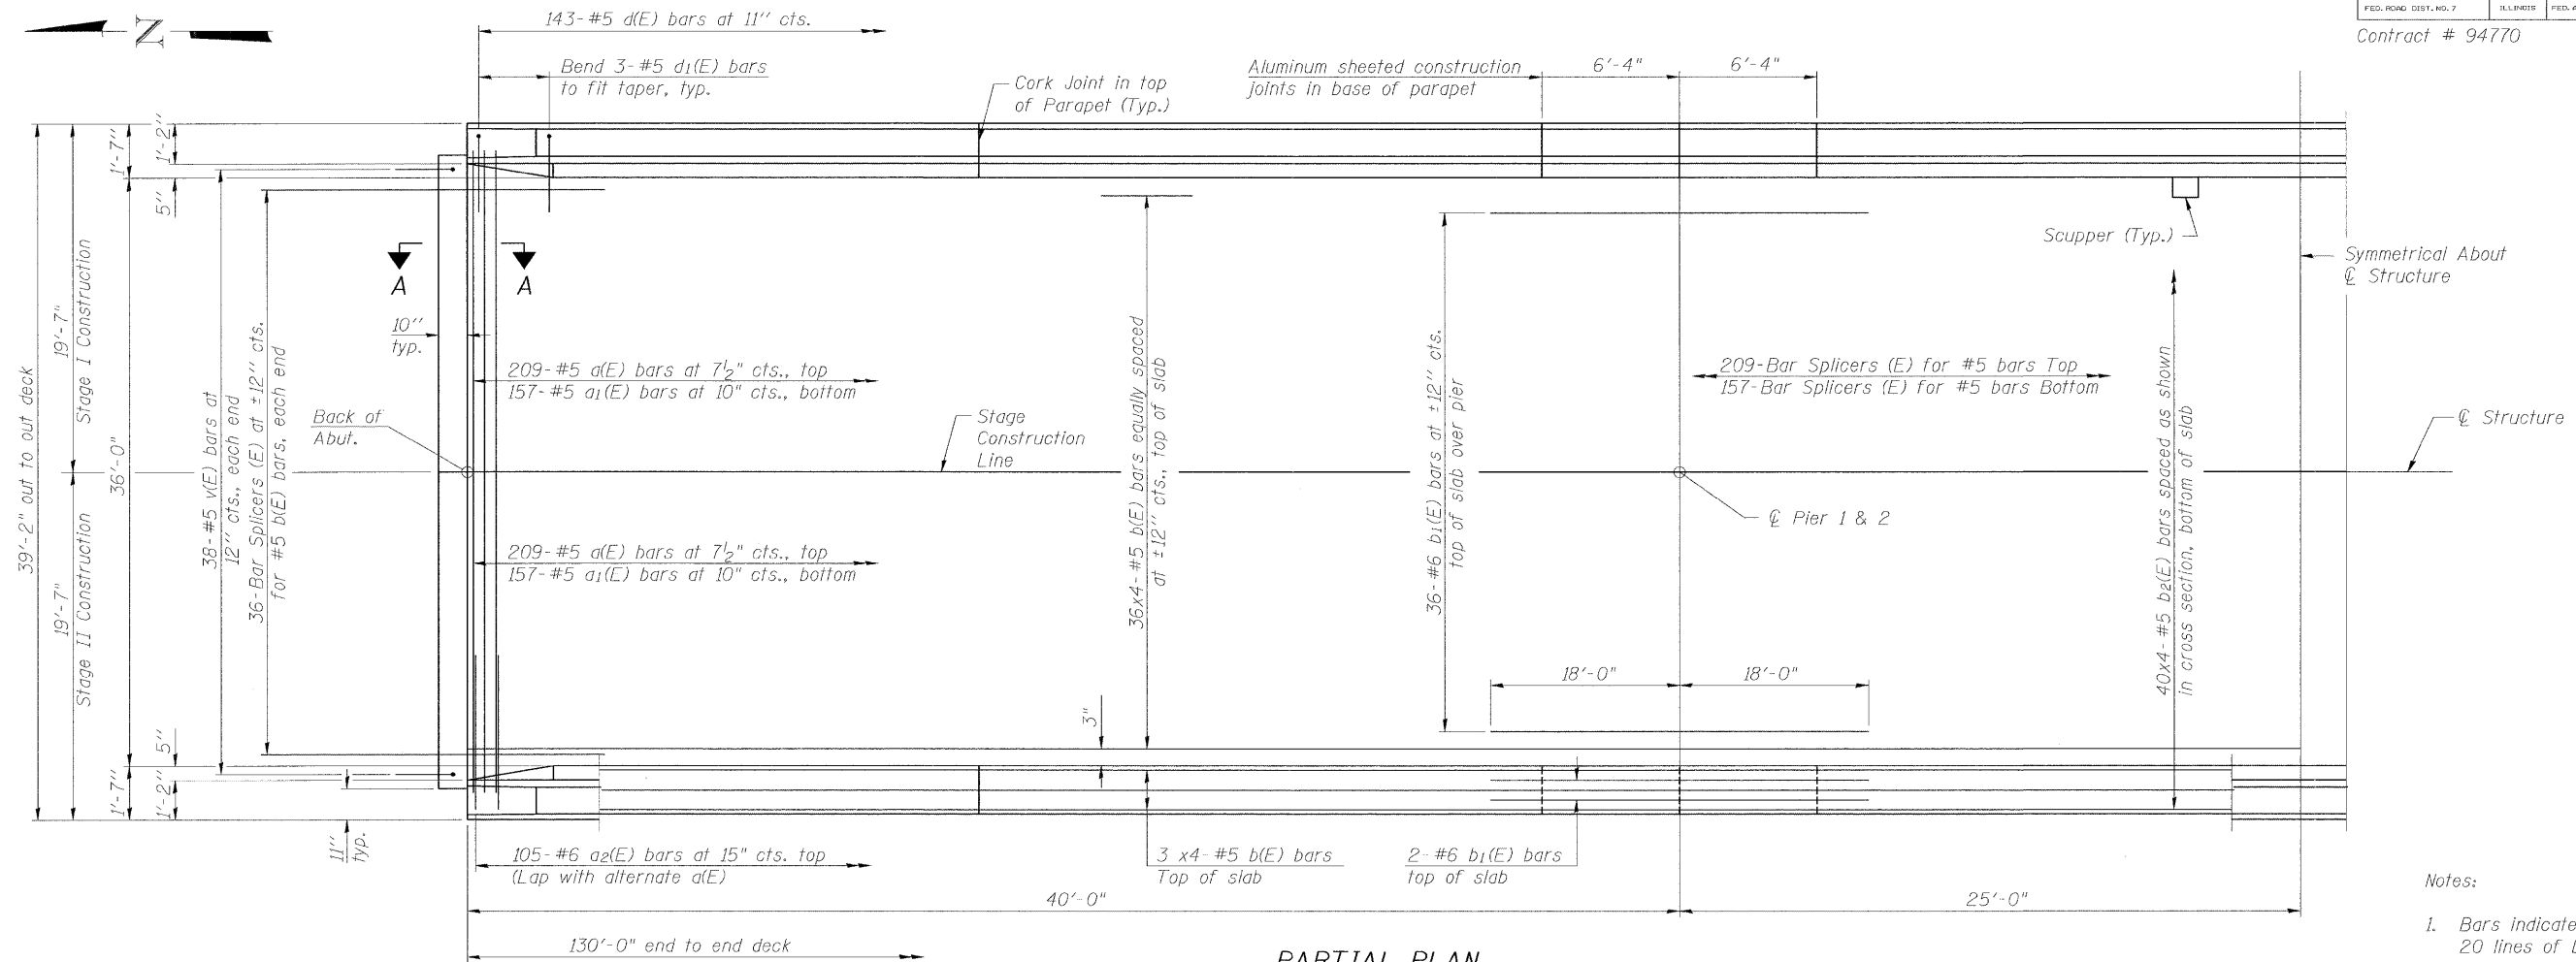 FED. ROAD DIST. NO. 7
ILLINOIS
Contract # 94770
N
143-#5 d(E) bars at 11" cts.
Bend 3-#5 d1(E) bars
to fit taper, typ.
Cork Joint in top
of Parapet (Typ.)
Aluminum sheeted construction
joints in base of parapet
6'-4"
6'-4"
39'-2" out to out deck
19'-7"
Stage I Construction
19'-7"
Stage II Construction
1'-7"
36'-0"
1'-7"
1'-2"
5"
5"
1'-2"
38-#5 v(E) bars at
12" cts., each end
36-Bar Splicers (E) at ±12" cts.
for #5 b(E) bars, each end
A
A
10"
typ.
Back of
Abut.
209-#5 a(E) bars at 7½" cts., top
157-#5 a1(E) bars at 10" cts., bottom
Stage
Construction
Line
209-#5 a(E) bars at 7½" cts., top
157-#5 a1(E) bars at 10" cts., bottom
36x4-#5 b(E) bars equally spaced
at ±12" cts., top of slab
36-#6 b1(E) bars at ±12" cts.
top of slab over pier
Scupper (Typ.)
Symmetrical About
℄ Structure
209-Bar Splicers (E) for #5 bars Top
157-Bar Splicers (E) for #5 bars Bottom
℄ Structure
℄ Pier 1 & 2
40x4-#5 b2(E) bars spaced as shown
in cross section, bottom of slab
18'-0"
18'-0"
3"
11"
typ.
105-#6 a2(E) bars at 15" cts. top
(Lap with alternate a(E)
3 x4-#5 b(E) bars
Top of slab
2-#6 b1(E) bars
top of slab
40'-0"
25'-0"
130'-0" end to end deck
PARTIAL PLAN
Notes:
1. Bars indicate
20 lines of